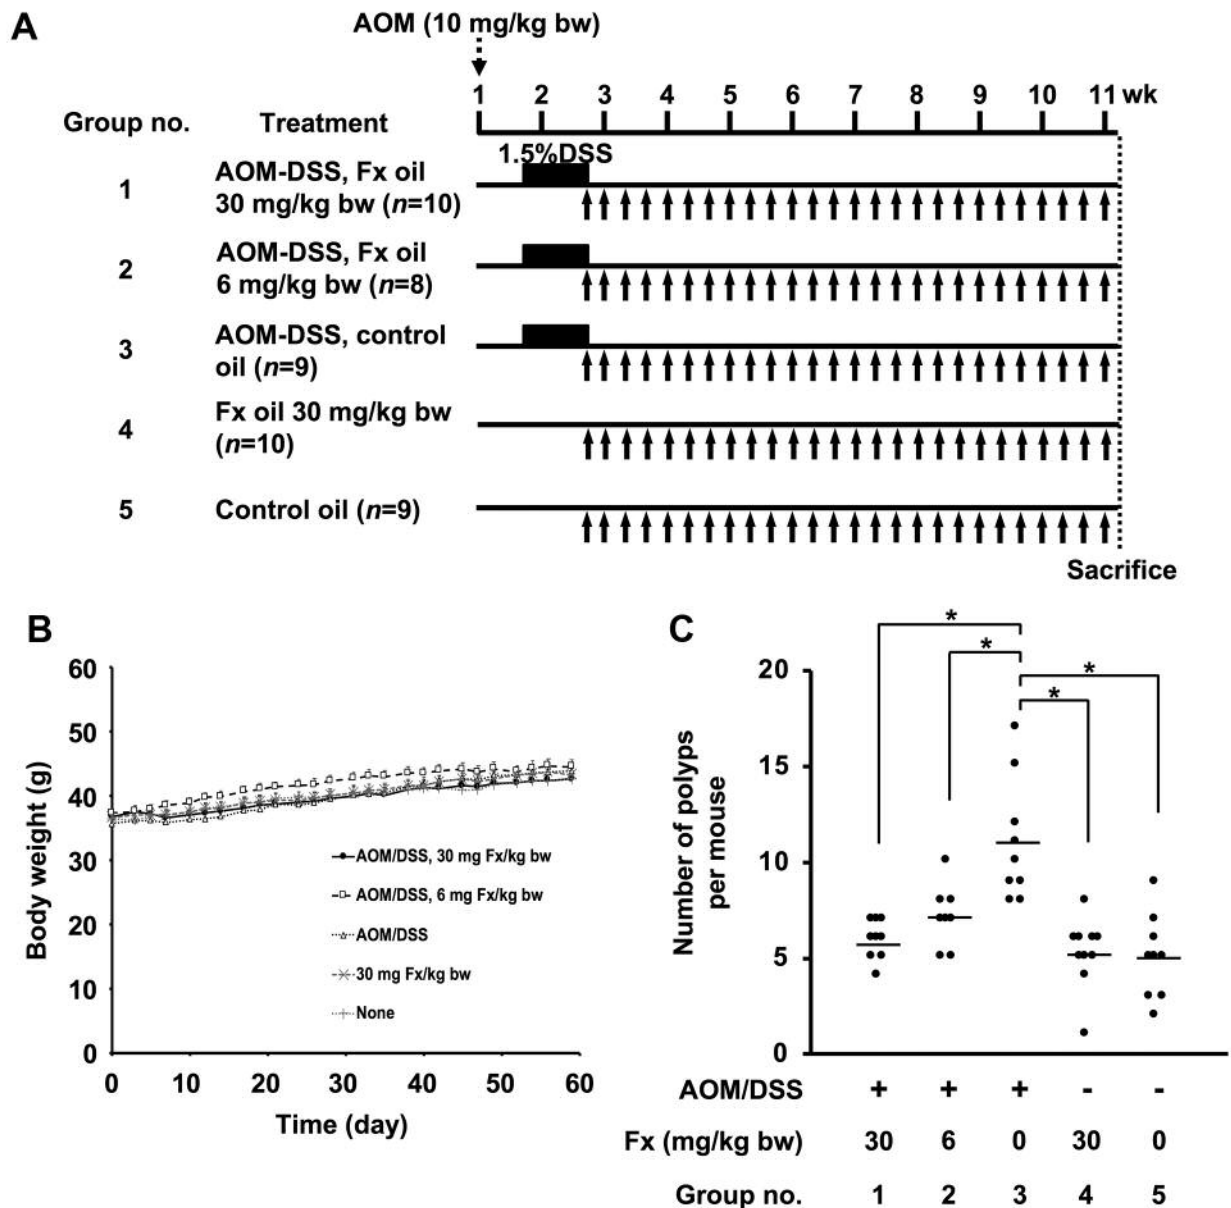 A
AOM (10 mg/kg bw)
1 2 3 4 5 6 7 8 9 10 11 wk
Group no. Treatment
1.5%DSS
1 AOM-DSS, Fx oil
30 mg/kg bw (n=10)
2 AOM-DSS, Fx oil
6 mg/kg bw (n=8)
3 AOM-DSS, control
oil (n=9)
4 Fx oil 30 mg/kg bw
(n=10)
5 Control oil (n=9)
Sacrifice
B
60
50
40
30
20
10
0
Body weight (g)
AOM/DSS, 30 mg Fx/kg bw
AOM/DSS, 6 mg Fx/kg bw
AOM/DSS
30 mg Fx/kg bw
None
0 10 20 30 40 50 60
Time (day)
C
* * * *
20
15
10
5
0
Number of polyps
per mouse
AOM/DSS + + + - -
Fx (mg/kg bw) 30 6 0 30 0
Group no. 1 2 3 4 5